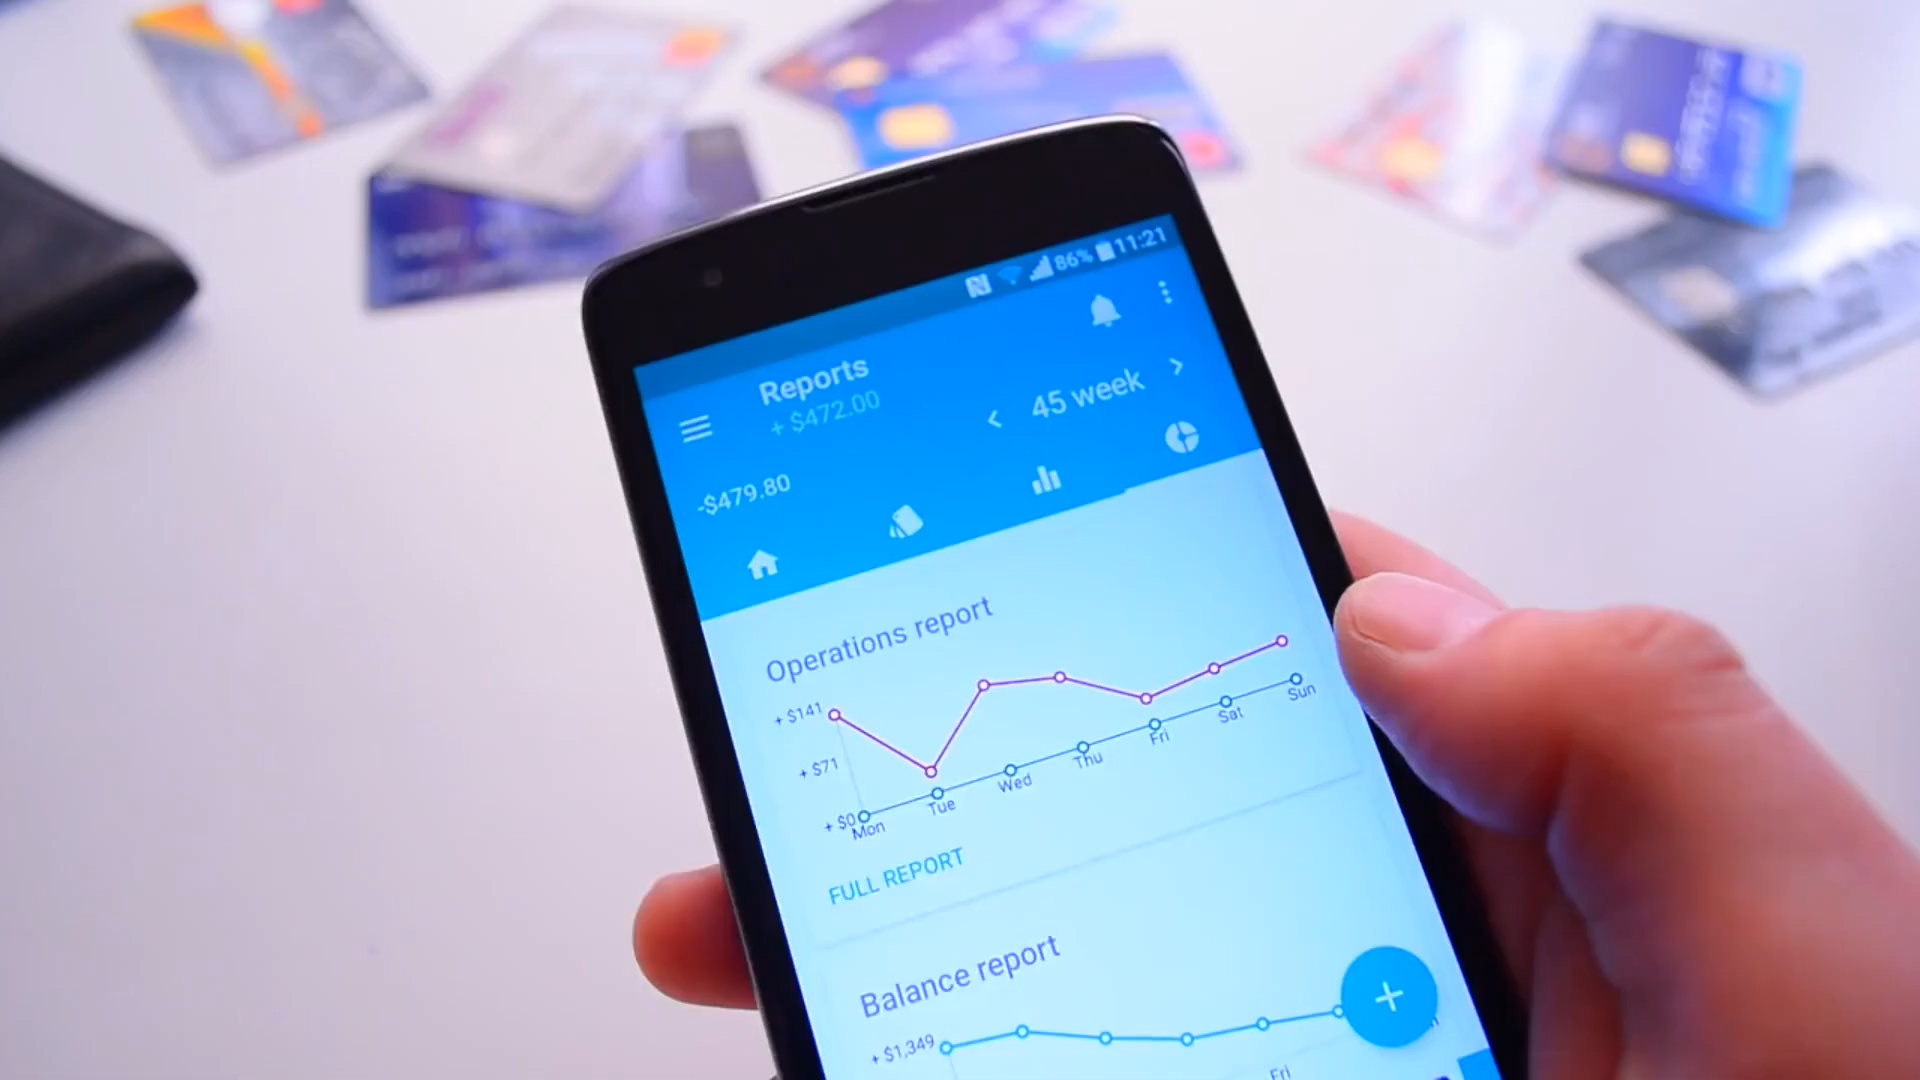 86% 11:21
Reports
+ $472.00
45 week
-$479.80
Operations report
+ $141
+ $71
+ $0
Mon
Tue
Wed
Thu
Fri
Sat
Sun
FULL REPORT
Balance report
+ $1,349
Fri